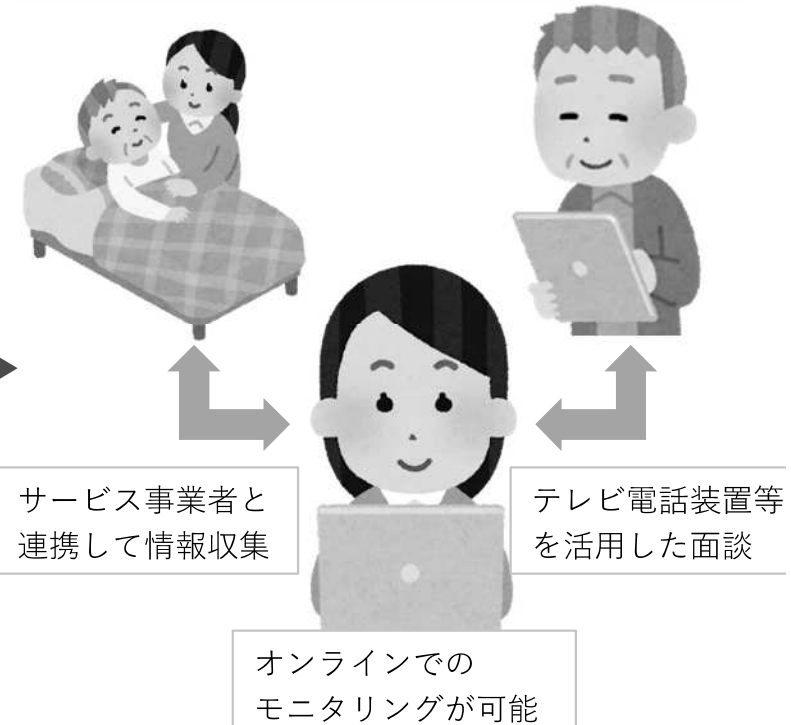 サービス事業者と
連携して情報収集
テレビ電話装置等
を活用した面談
オンラインでの
モニタリングが可能